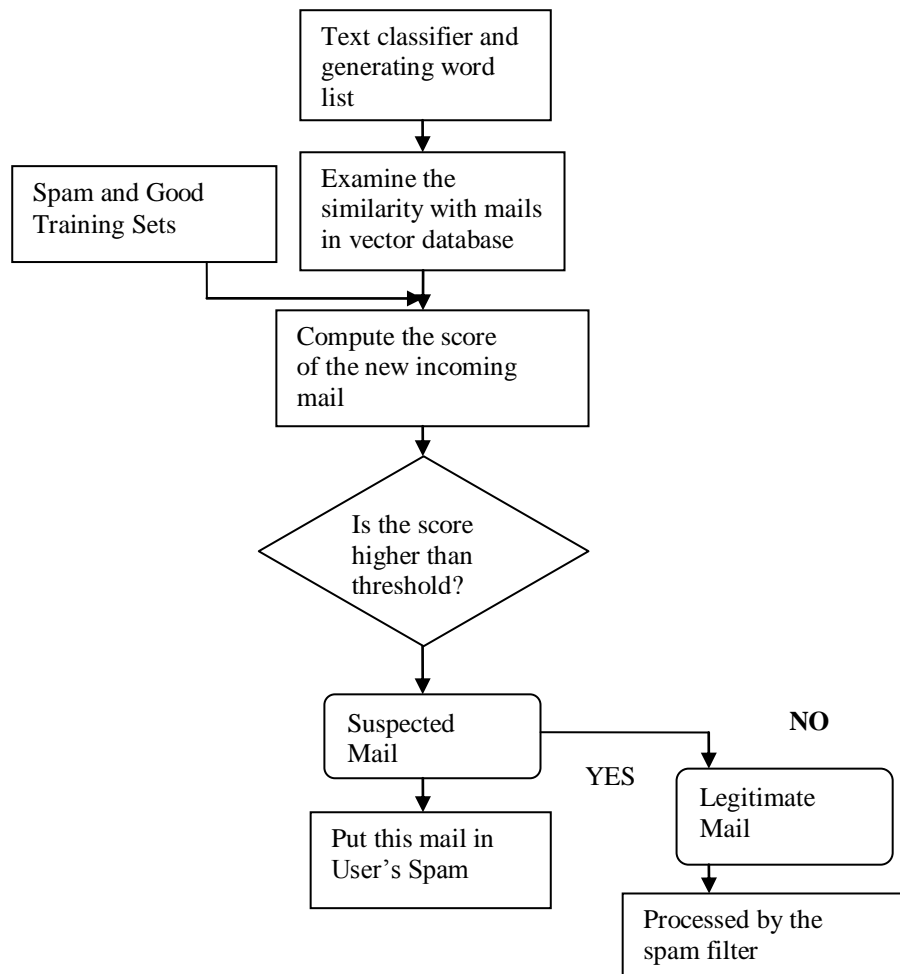 Text classifier and
generating word
list
Spam and Good
Training Sets
Examine the
similarity with mails
in vector database
Compute the score
of the new incoming
mail
Is the score
higher than
threshold?
Suspected
Mail
NO
YES
Legitimate
Mail
Put this mail in
User’s Spam
Processed by the
spam filter